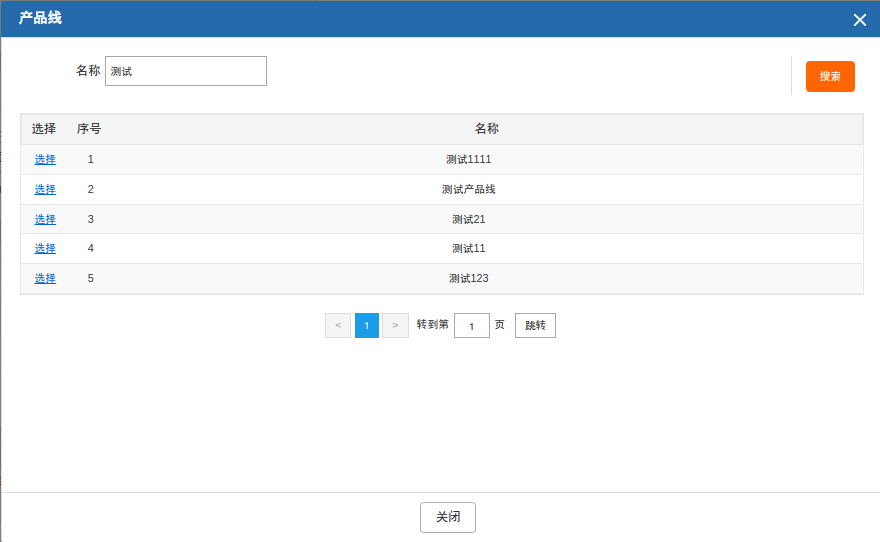 产品线
名称 测试 搜索
选择 序号 名称
选择 1 测试1111
选择 2 测试产品线
选择 3 测试21
选择 4 测试11
选择 5 测试123
< 1 > 转到第 1 页 跳转
关闭